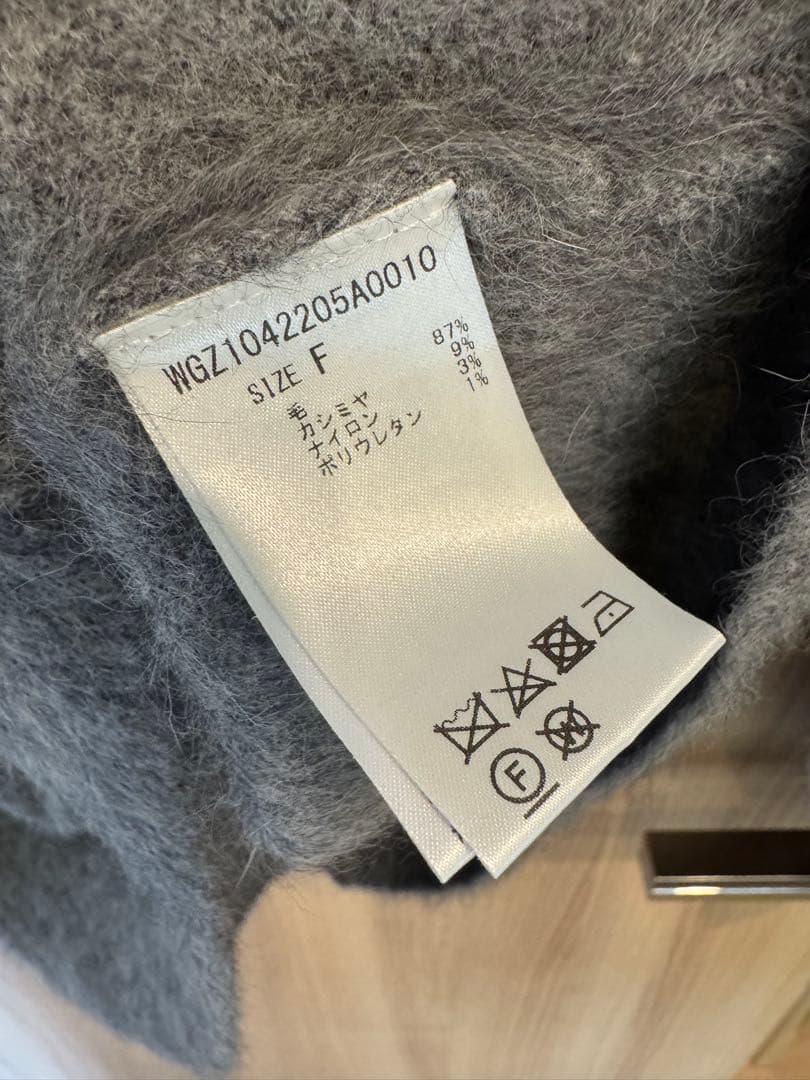 WGZ1042205A0010
SIZE F
毛 87%
カシミヤ 9%
ナイロン 3%
ポリウレタン 1%
F
W